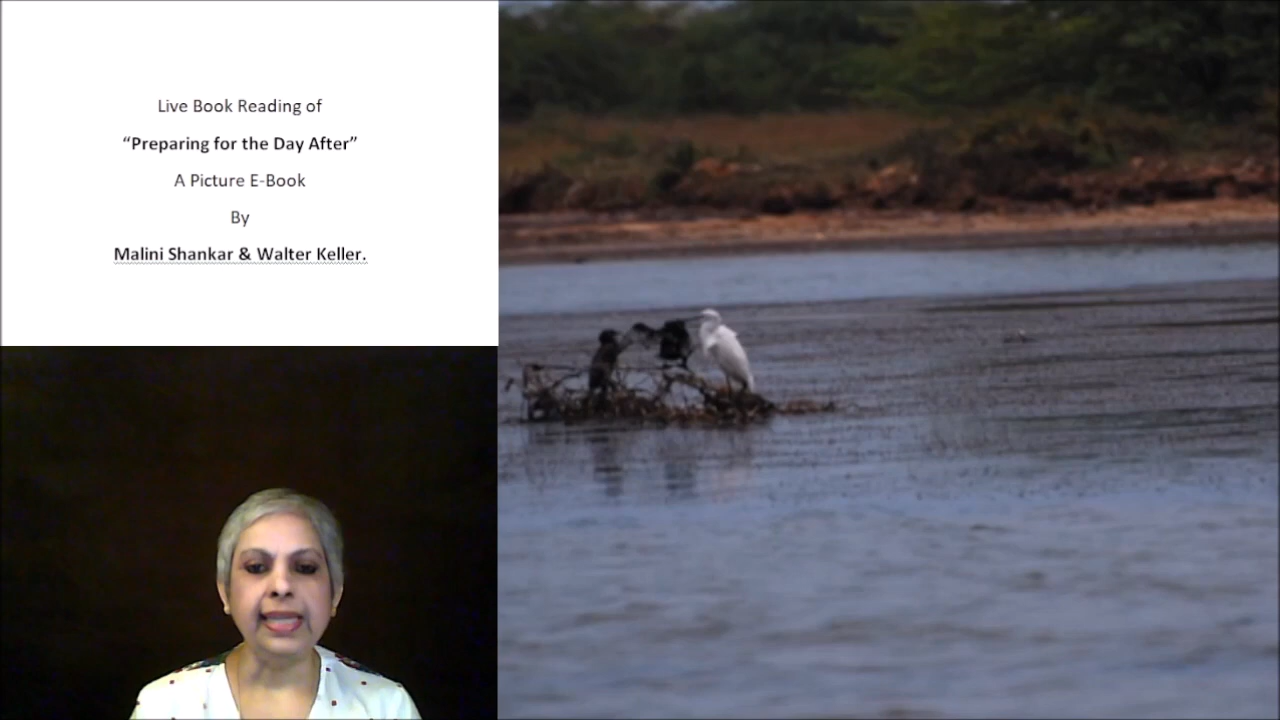 Live Book Reading of
“Preparing for the Day After”
A Picture E-Book
By
Malini Shankar & Walter Keller.